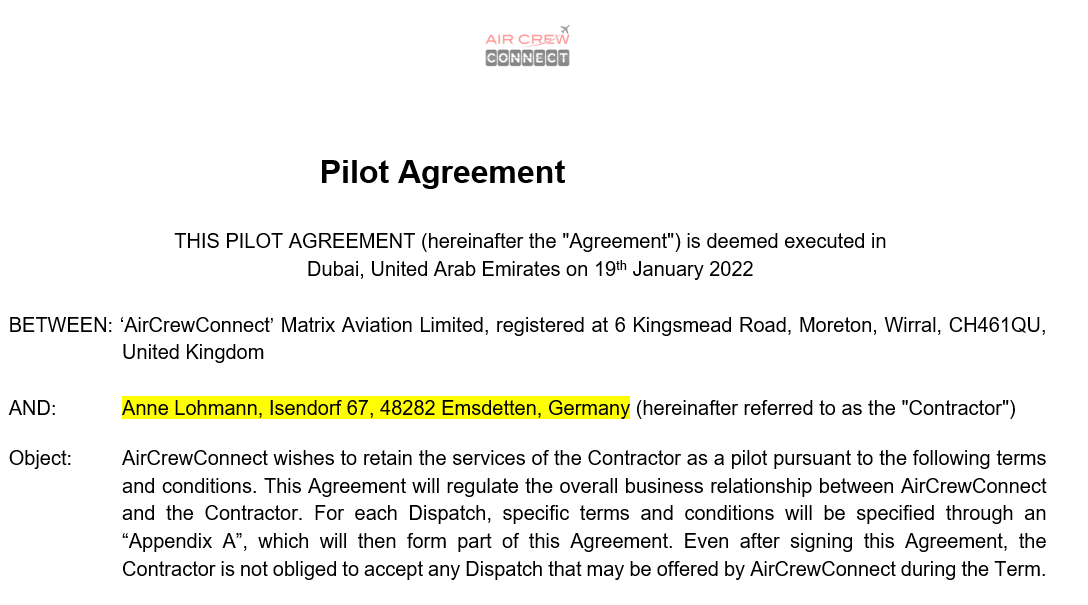 AIR CREW
CONNECT
Pilot Agreement
THIS PILOT AGREEMENT (hereinafter the "Agreement") is deemed executed in
Dubai, United Arab Emirates on 19th January 2022
BETWEEN: ‘AirCrewConnect’ Matrix Aviation Limited, registered at 6 Kingsmead Road, Moreton, Wirral, CH461QU,
United Kingdom
AND: Anne Lohmann, Isendorf 67, 48282 Emsdetten, Germany (hereinafter referred to as the "Contractor")
Object: AirCrewConnect wishes to retain the services of the Contractor as a pilot pursuant to the following terms
and conditions. This Agreement will regulate the overall business relationship between AirCrewConnect
and the Contractor. For each Dispatch, specific terms and conditions will be specified through an
“Appendix A”, which will then form part of this Agreement. Even after signing this Agreement, the
Contractor is not obliged to accept any Dispatch that may be offered by AirCrewConnect during the Term.